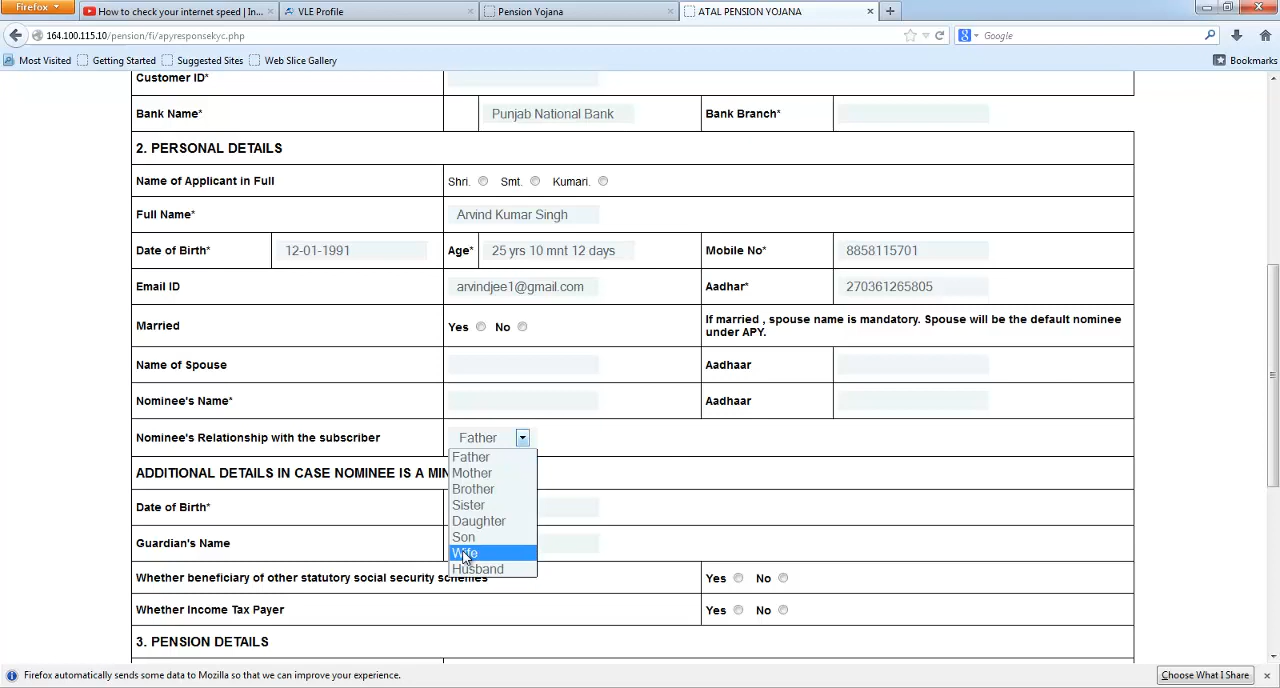 Firefox
How to check your internet speed | In...
VLE Profile
Pension Yojana
ATAL PENSION YOJANA
164.100.115.10/pension/fi/apyresponsekyc.php
Google
Most Visited
Getting Started
Suggested Sites
Web Slice Gallery
Bookmarks
Customer ID*
Bank Name*
Punjab National Bank
Bank Branch*
2. PERSONAL DETAILS
Name of Applicant in Full
Shri. Smt. Kumari.
Full Name*
Arvind Kumar Singh
Date of Birth*
12-01-1991
Age*
25 yrs 10 mnt 12 days
Mobile No*
8858115701
Email ID
arvindjee1@gmail.com
Aadhar*
270361265805
Married
Yes No
If married , spouse name is mandatory. Spouse will be the default nominee
under APY.
Name of Spouse
Aadhaar
Nominee's Name*
Aadhaar
Nominee's Relationship with the subscriber
Father
Father
Mother
Brother
Sister
Daughter
Son
Wife
Husband
ADDITIONAL DETAILS IN CASE NOMINEE IS A MIN
Date of Birth*
Guardian's Name
Whether beneficiary of other statutory social security schemes
Yes No
Whether Income Tax Payer
Yes No
3. PENSION DETAILS
Firefox automatically sends some data to Mozilla so that we can improve your experience.
Choose What I Share